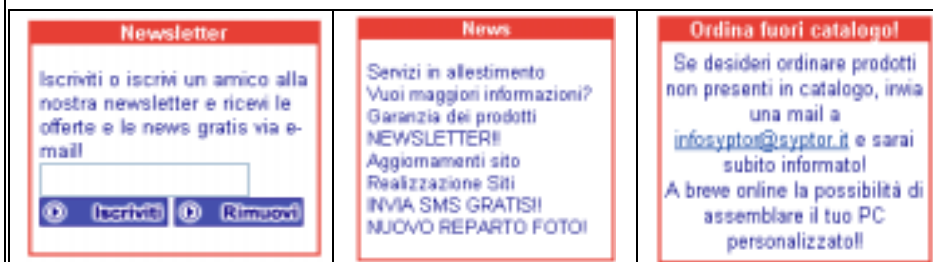 Newsletter
Iscriviti o iscrivi un amico alla
nostra newsletter e ricevi le
offerte e le news gratis via e-
mail!
Iscriviti Rimuovi
News
Servizi in allestimento
Vuoi maggiori informazioni?
Garanzia dei prodotti
NEWSLETTER!!
Aggiornamenti sito
Realizzazione Siti
INVIA SMS GRATIS!!
NUOVO REPARTO FOTO!
Ordina fuori catalogo!
Se desideri ordinare prodotti
non presenti in catalogo, invia
una mail a
infosyptor@syptor.it e sarai
subito informato!
A breve online la possibilità di
assemblare il tuo PC
personalizzato!!